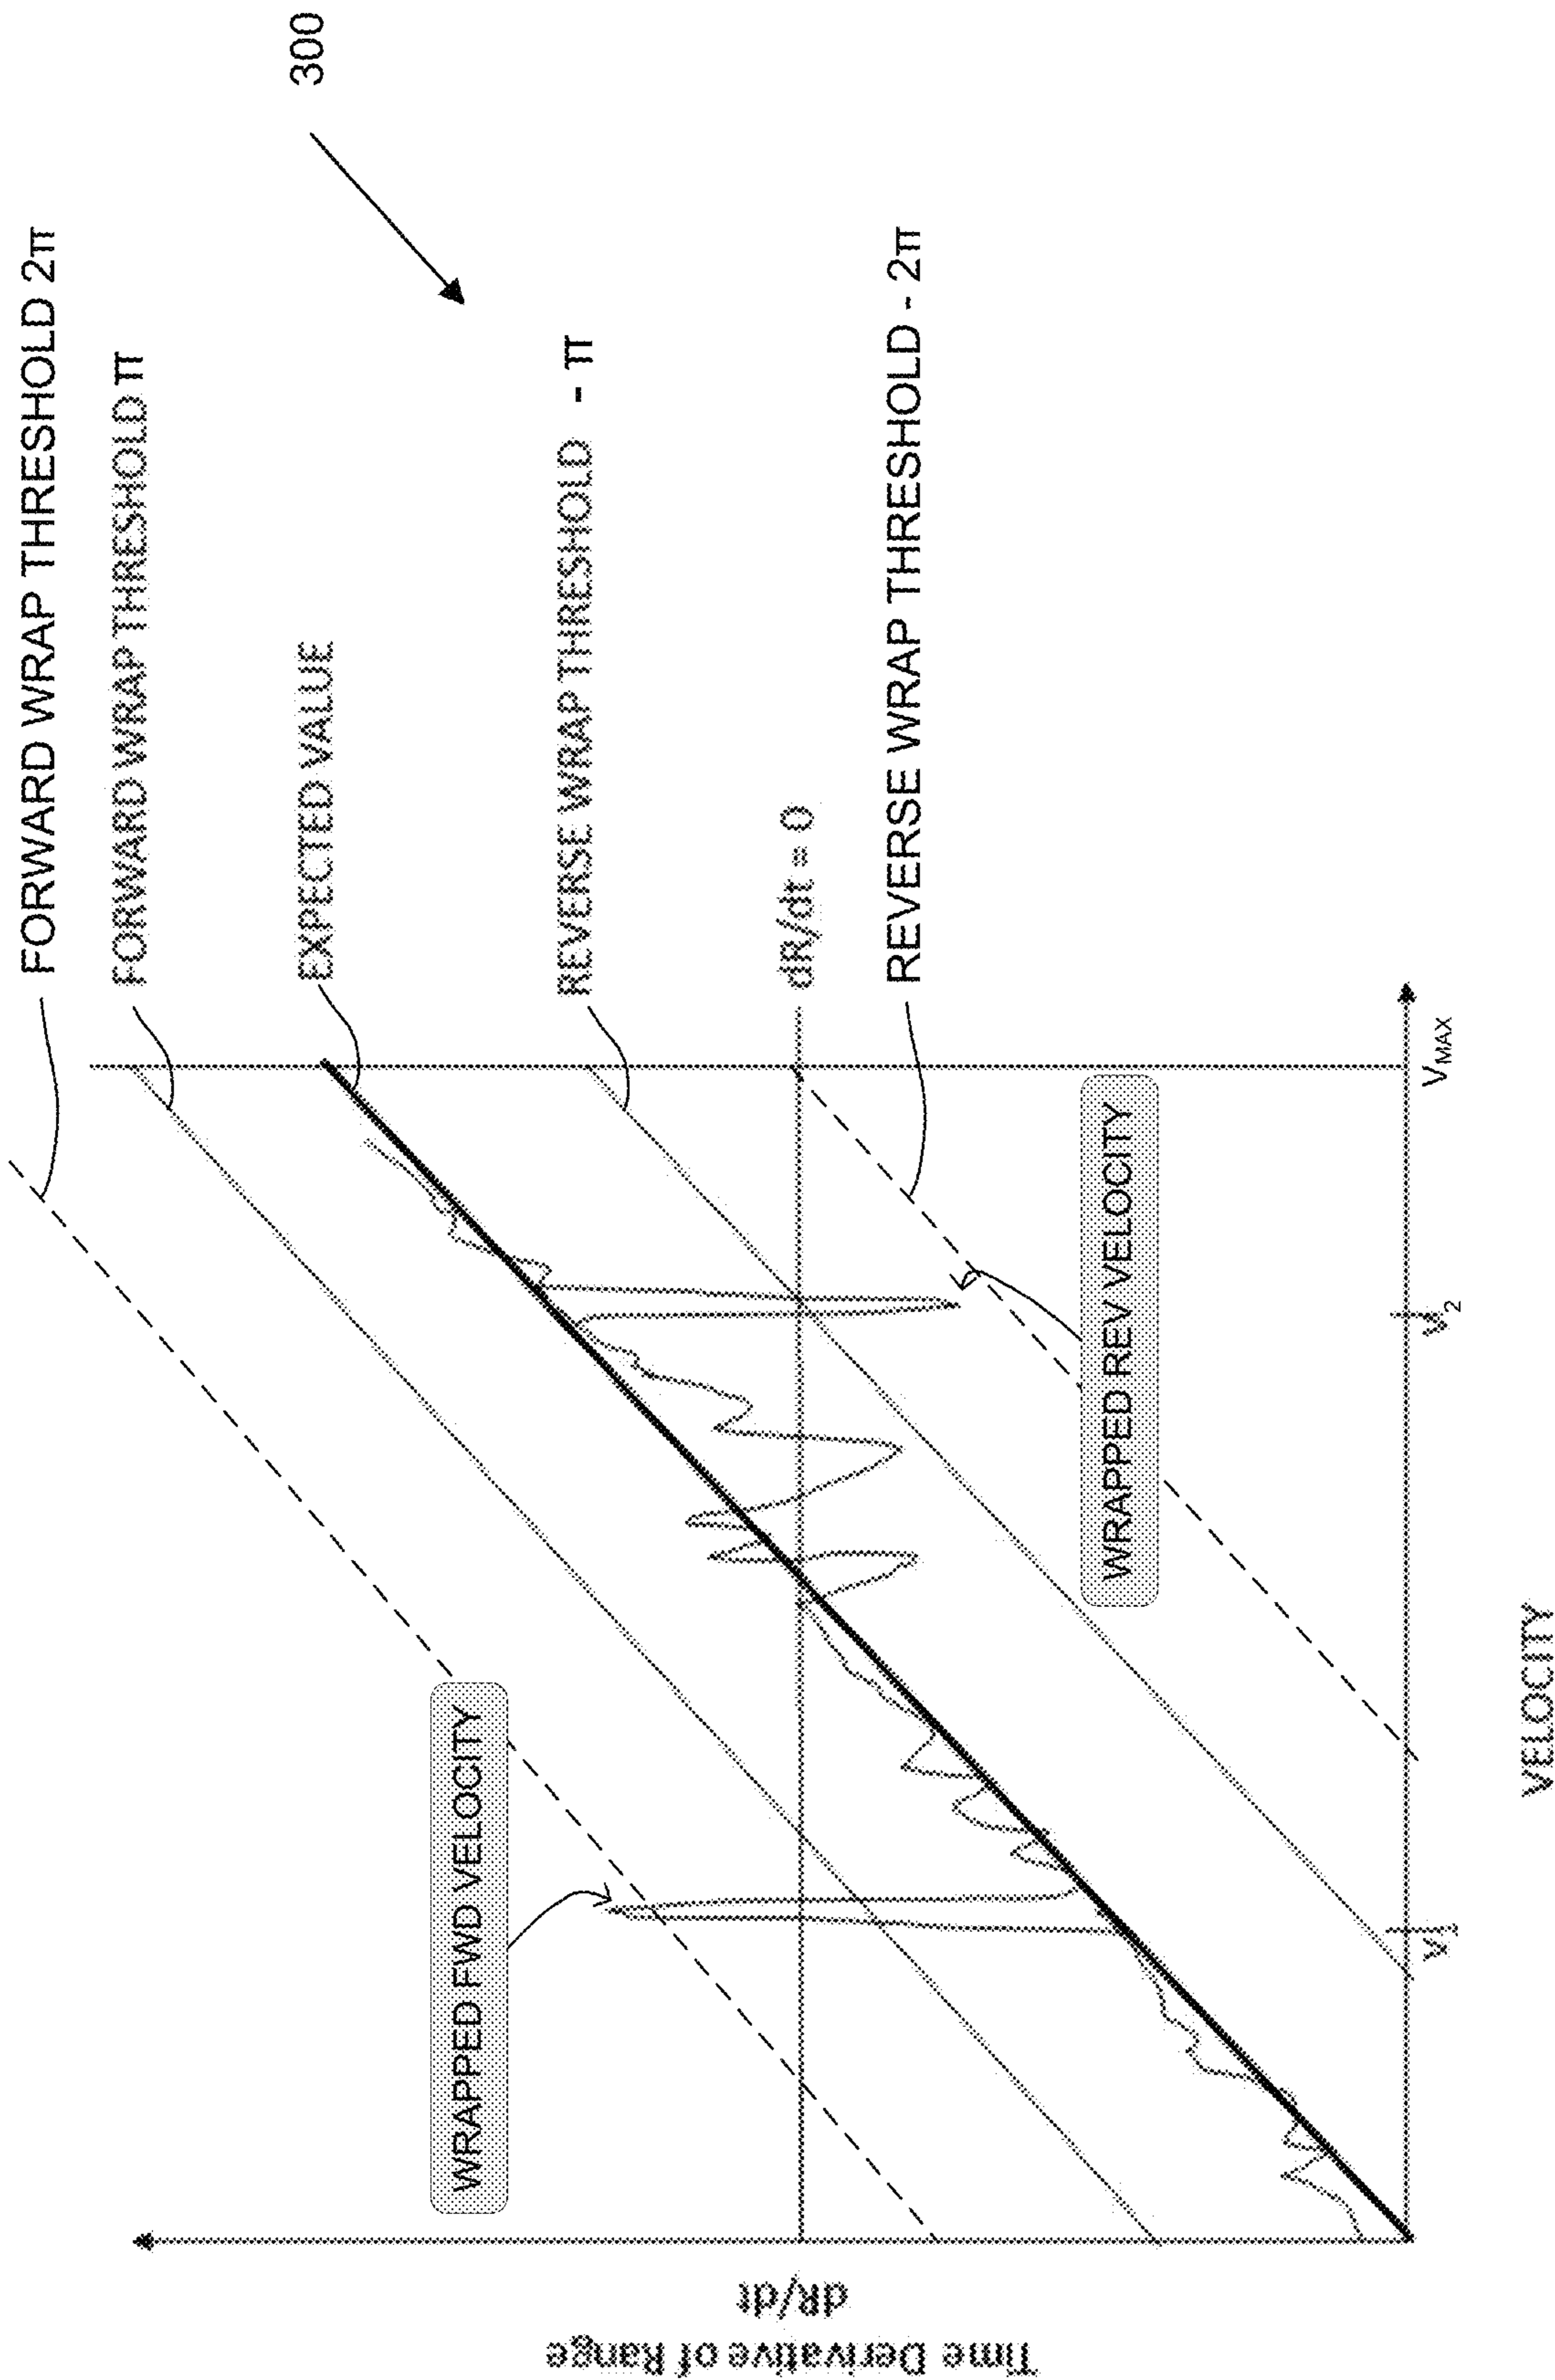 300
FORWARD WRAP THRESHOLD 2π
FORWARD WRAP THRESHOLD π
EXPECTED VALUE
REVERSE WRAP THRESHOLD - π
dR/dt = 0
REVERSE WRAP THRESHOLD - 2π
WRAPPED FWD VELOCITY
WRAPPED REV VELOCITY
Time Derivative of Range
dR/dt
V1
V2
VMAX
VELOCITY